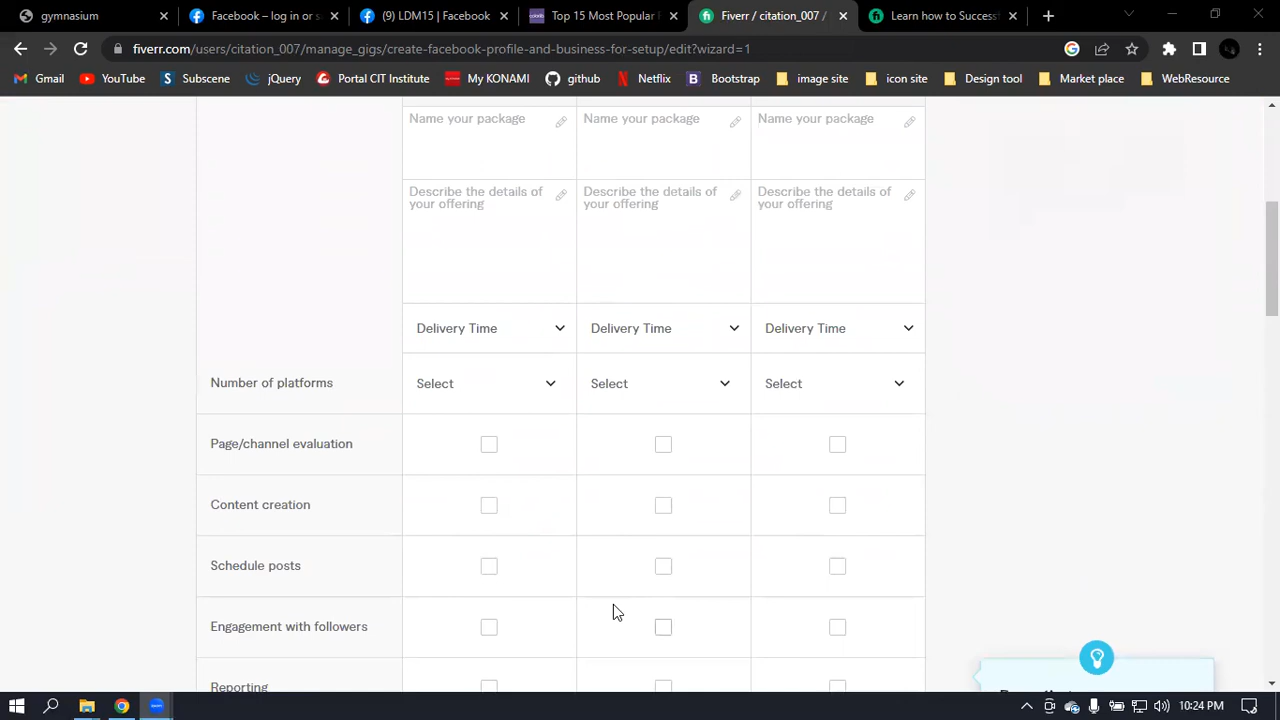 gymnasium
Facebook – log in or s
(9) LDM15 | Facebook
Top 15 Most Popular F
Fiverr / citation_007 /
Learn how to Successf
fiverr.com/users/citation_007/manage_gigs/create-facebook-profile-and-business-for-setup/edit?wizard=1
Gmail
YouTube
Subscene
jQuery
Portal CIT Institute
My KONAMI
github
Netflix
Bootstrap
image site
icon site
Design tool
Market place
WebResource
Name your package
Name your package
Name your package
Describe the details of
your offering
Describe the details of
your offering
Describe the details of
your offering
Delivery Time
Delivery Time
Delivery Time
Number of platforms
Select
Select
Select
Page/channel evaluation
Content creation
Schedule posts
Engagement with followers
Reporting
10:24 PM